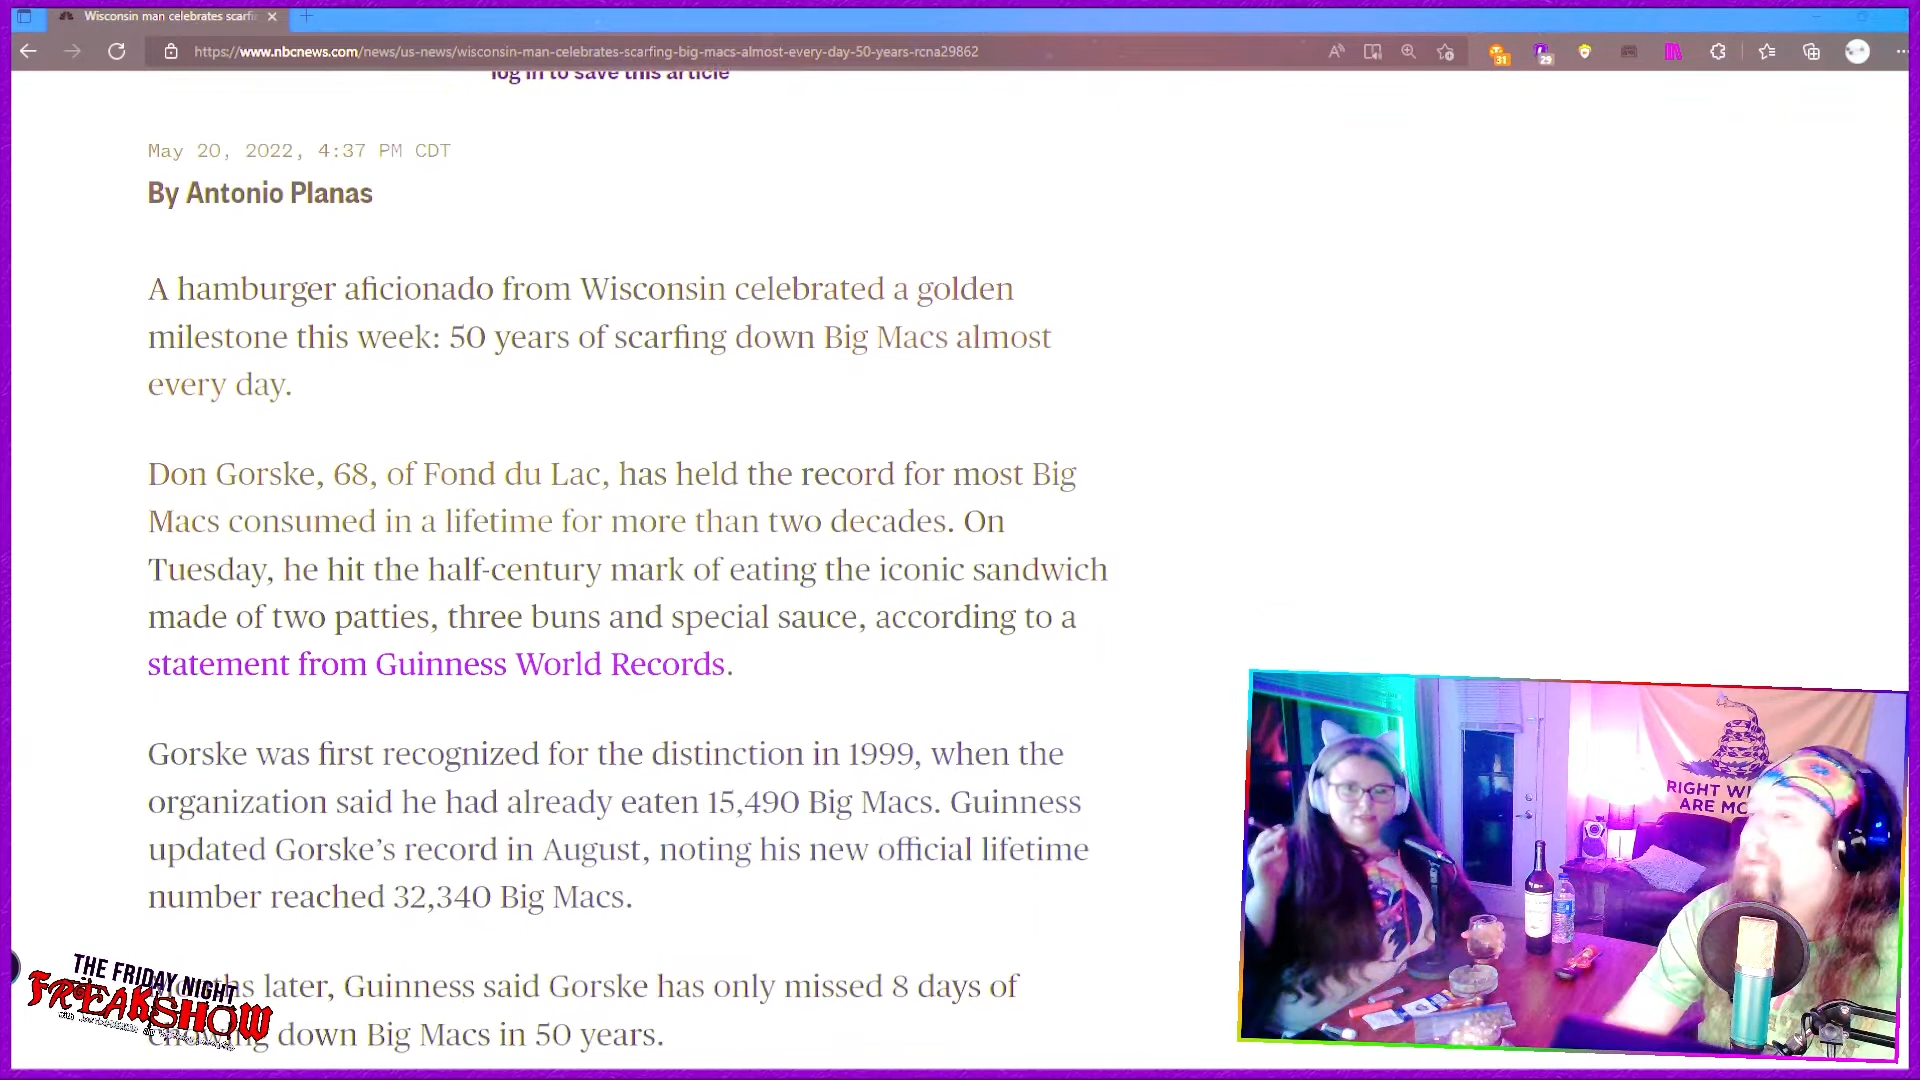 Wisconsin man celebrates scarfi
https://www.nbcnews.com/news/us-news/wisconsin-man-celebrates-scarfing-big-macs-almost-every-day-50-years-rcna29862
31
29
log in to save this article
May 20, 2022, 4:37 PM CDT
By Antonio Planas
A hamburger aficionado from Wisconsin celebrated a golden
milestone this week: 50 years of scarfing down Big Macs almost
every day.
Don Gorske, 68, of Fond du Lac, has held the record for most Big
Macs consumed in a lifetime for more than two decades. On
Tuesday, he hit the half-century mark of eating the iconic sandwich
made of two patties, three buns and special sauce, according to a
statement from Guinness World Records.
Gorske was first recognized for the distinction in 1999, when the
organization said he had already eaten 15,490 Big Macs. Guinness
updated Gorske's record in August, noting his new official lifetime
number reached 32,340 Big Macs.
later, Guinness said Gorske has only missed 8 days of
down Big Macs in 50 years.
THE FRIDAY NIGHT
FREAKSHOW
RIGHT
ARE